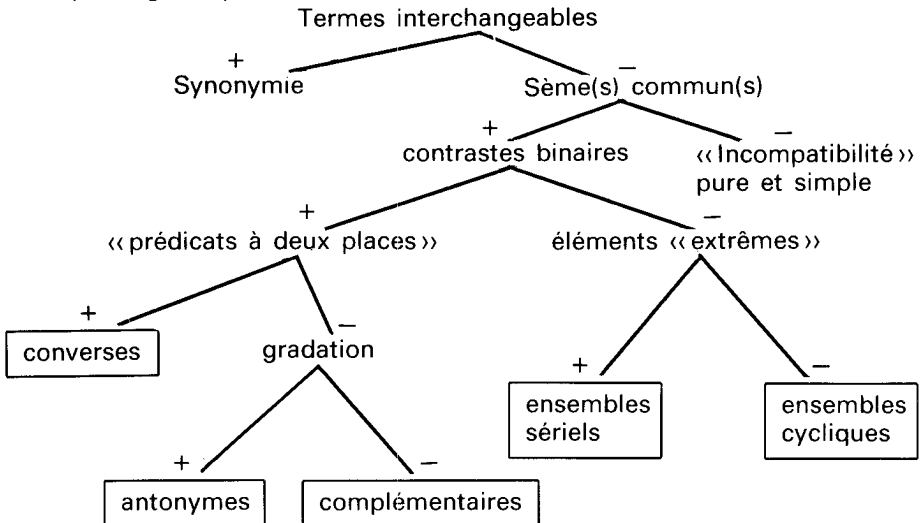 Termes interchangeables
+ −
Synonymie Sème(s) commun(s)
+ −
contrastes binaires ‹‹Incompatibilité››
pure et simple
+ −
‹‹prédicats à deux places›› éléments ‹‹extrêmes››
+ −
converses gradation
+ −
ensembles ensembles
sériels cycliques
+ −
antonymes complémentaires